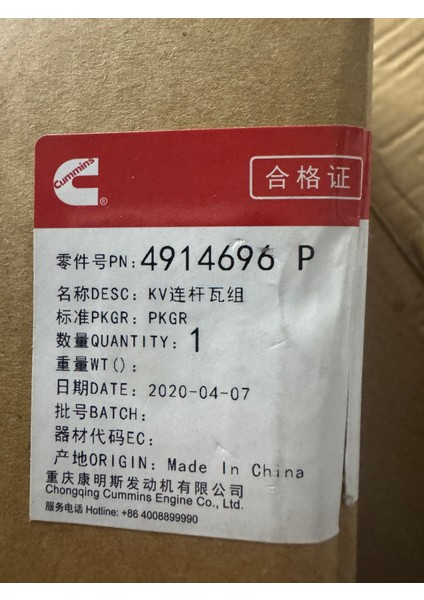 Cummins
®
合格证
零件号PN: 4914696 P
名称DESC: KV连杆瓦组
标准PKGR: PKGR
数量QUANTITY: 1
重量WT():
日期DATE: 2020-04-07
批号BATCH:
器材代码EC:
产地ORIGIN: Made In China
重庆康明斯发动机有限公司
Chongqing Cummins Engine Co., Ltd.
服务电话 Hotline: +86 4008899990